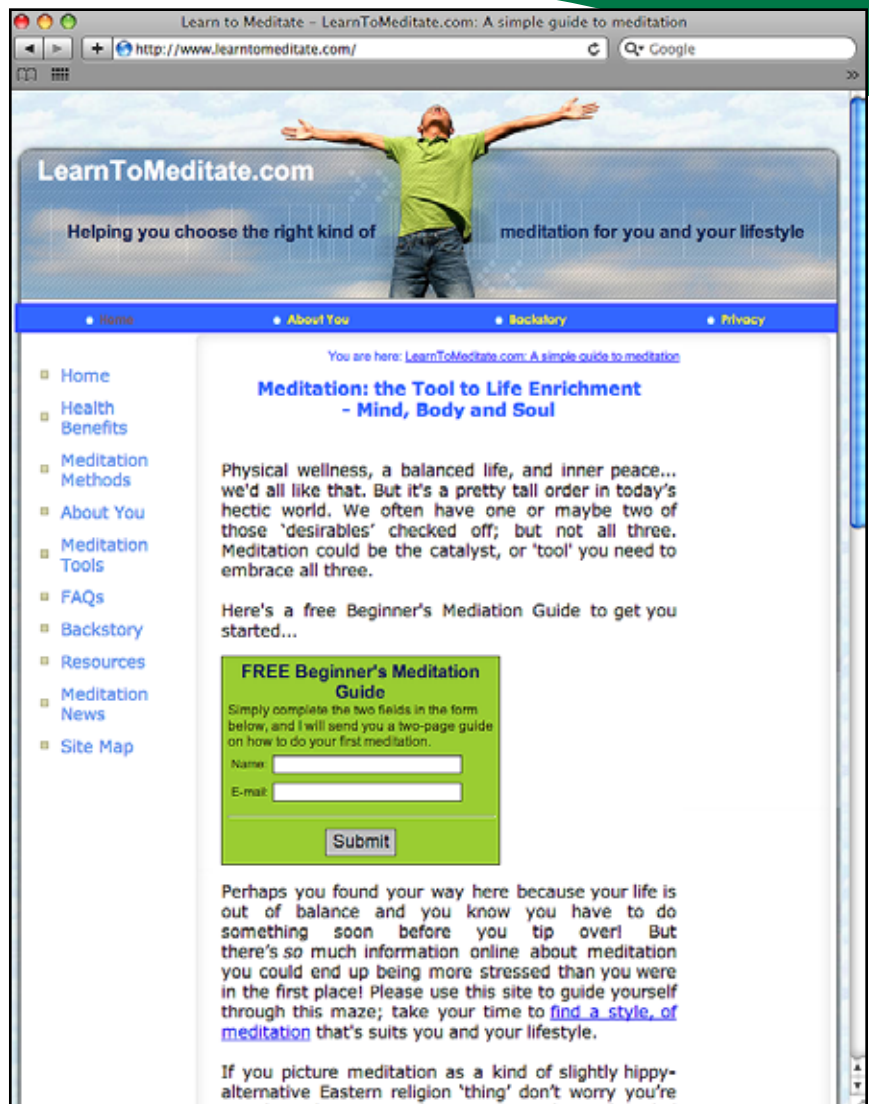 Learn to Meditate – LearnToMeditate.com: A simple guide to meditation
http://www.learntomeditate.com/
Google
LearnToMeditate.com
Helping you choose the right kind of meditation for you and your lifestyle
Home About You Backstory Privacy
You are here: LearnToMeditate.com: A simple guide to meditation
Home
Health
Benefits
Meditation
Methods
About You
Meditation
Tools
FAQs
Backstory
Resources
Meditation
News
Site Map
Meditation: the Tool to Life Enrichment
- Mind, Body and Soul
Physical wellness, a balanced life, and inner peace...
we'd all like that. But it's a pretty tall order in today's
hectic world. We often have one or maybe two of
those 'desirables' checked off; but not all three.
Meditation could be the catalyst, or 'tool' you need to
embrace all three.
Here's a free Beginner's Mediation Guide to get you
started...
FREE Beginner's Meditation
Guide
Simply complete the two fields in the form
below, and I will send you a two-page guide
on how to do your first meditation.
Name:
E-mail:
Submit
Perhaps you found your way here because your life is
out of balance and you know you have to do
something soon before you tip over! But
there's so much information online about meditation
you could end up being more stressed than you were
in the first place! Please use this site to guide yourself
through this maze; take your time to find a style, of
meditation that's suits you and your lifestyle.
If you picture meditation as a kind of slightly hippy-
alternative Eastern religion 'thing' don't worry you're